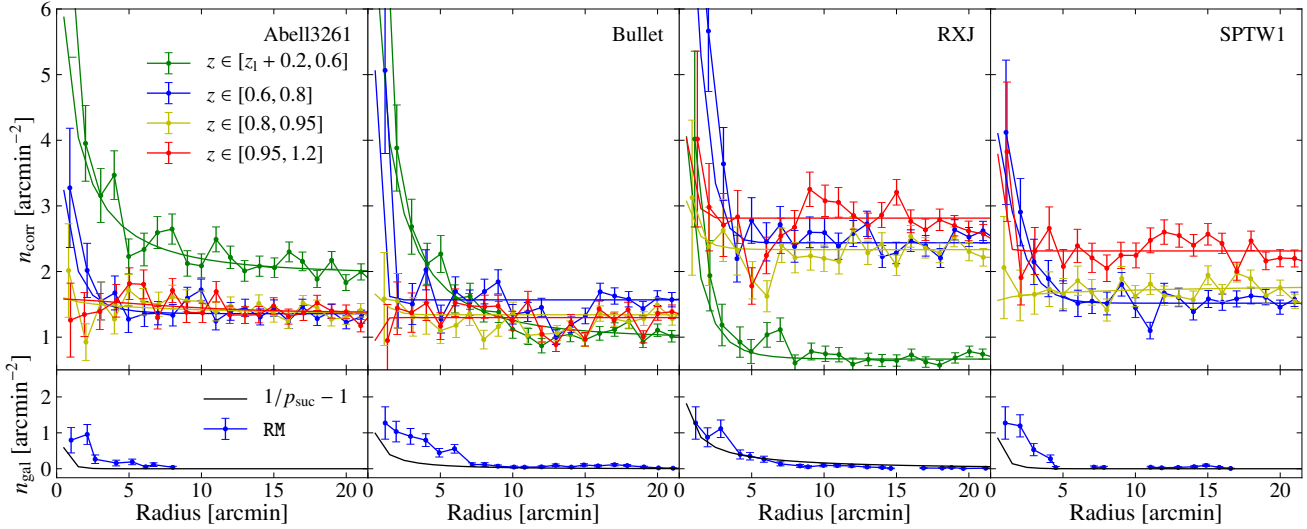 Abell3261
Bullet
RXJ
SPTW1
z ∈ [z_l + 0.2, 0.6]
z ∈ [0.6, 0.8]
z ∈ [0.8, 0.95]
z ∈ [0.95, 1.2]
n_corr [arcmin⁻²]
6
5
4
3
2
1
1/p_suc − 1
RM
n_gal [arcmin⁻²]
2
1
0
0 5 10 15 20 0 5 10 15 20 0 5 10 15 20 0 5 10 15 20
Radius [arcmin] Radius [arcmin] Radius [arcmin] Radius [arcmin]